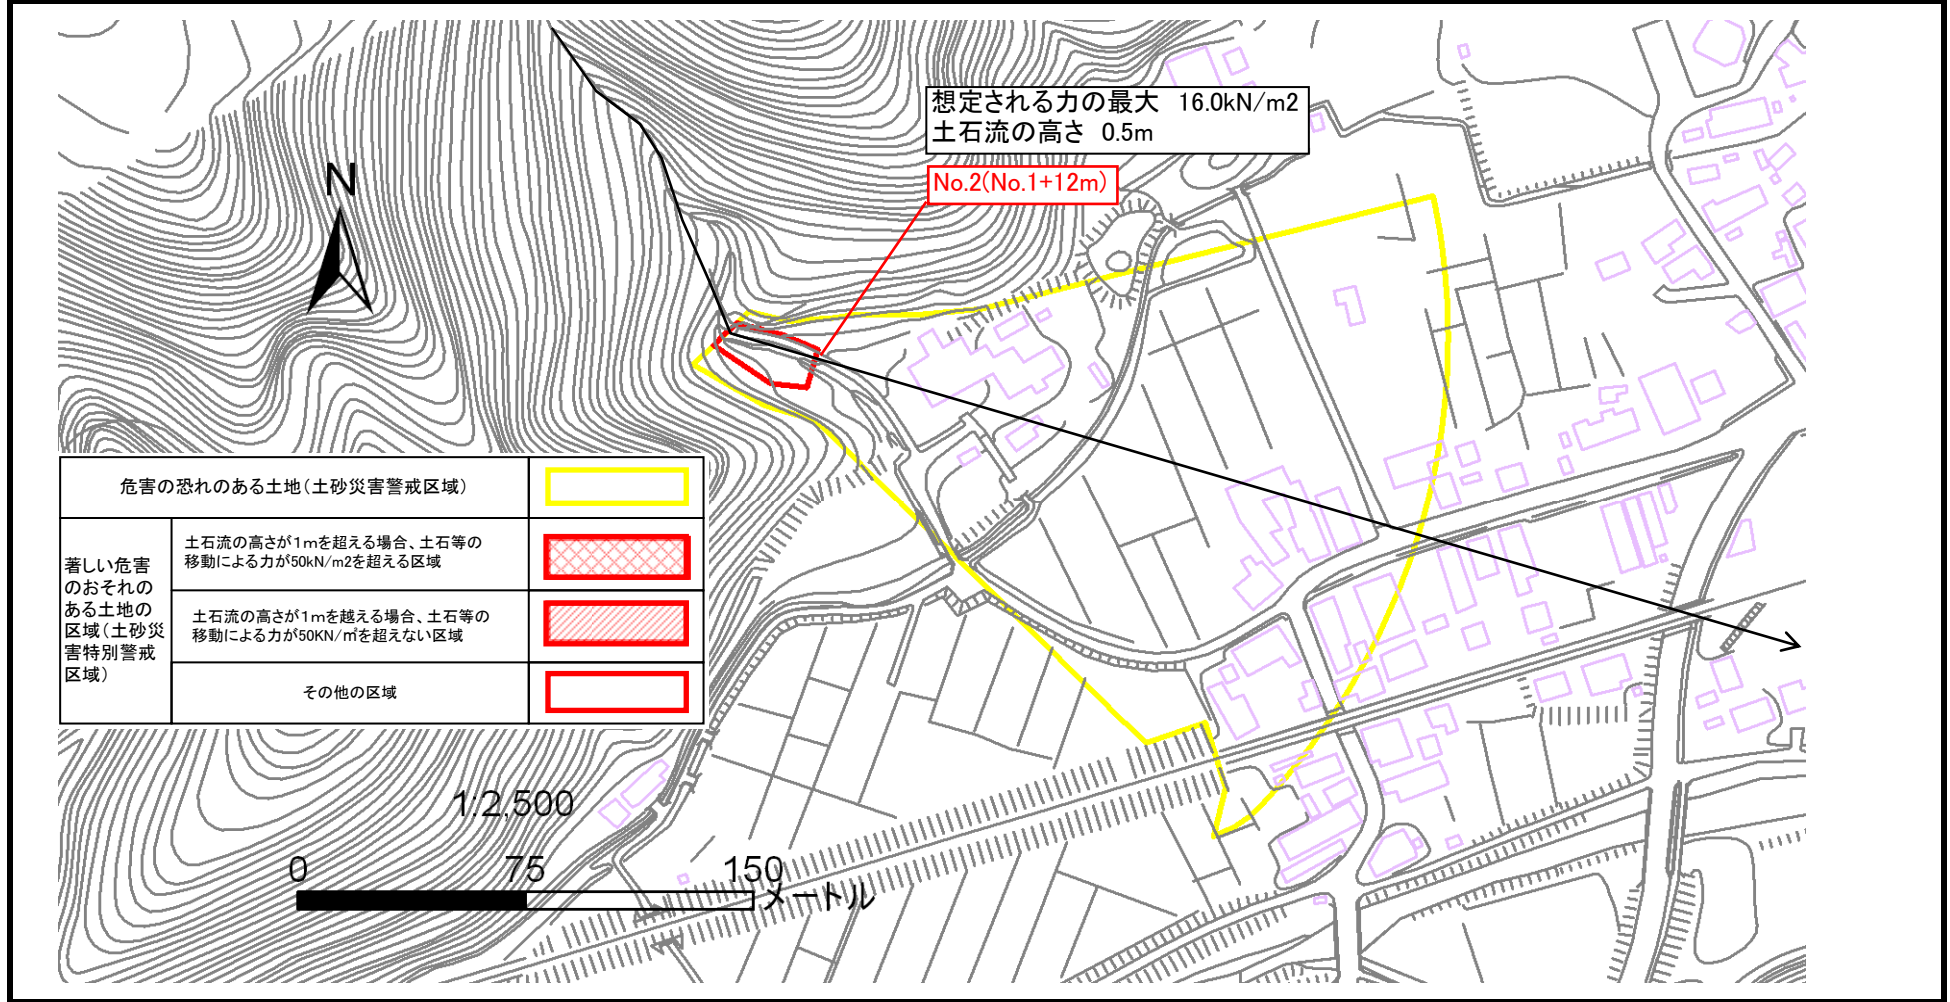 想定される力の最大 16.0kN/m2
土石流の高さ 0.5m
No.2(No.1+12m)
N
危害の恐れのある土地(土砂災害警戒区域)
著しい危害
のおそれの
ある土地の
区域(土砂災
害特別警戒
区域)
土石流の高さが1mを超える場合、土石等の
移動による力が50kN/m2を超える区域
土石流の高さが1mを越える場合、土石等の
移動による力が50KN/㎡を超えない区域
その他の区域
1:2,500
0 75 150
メートル